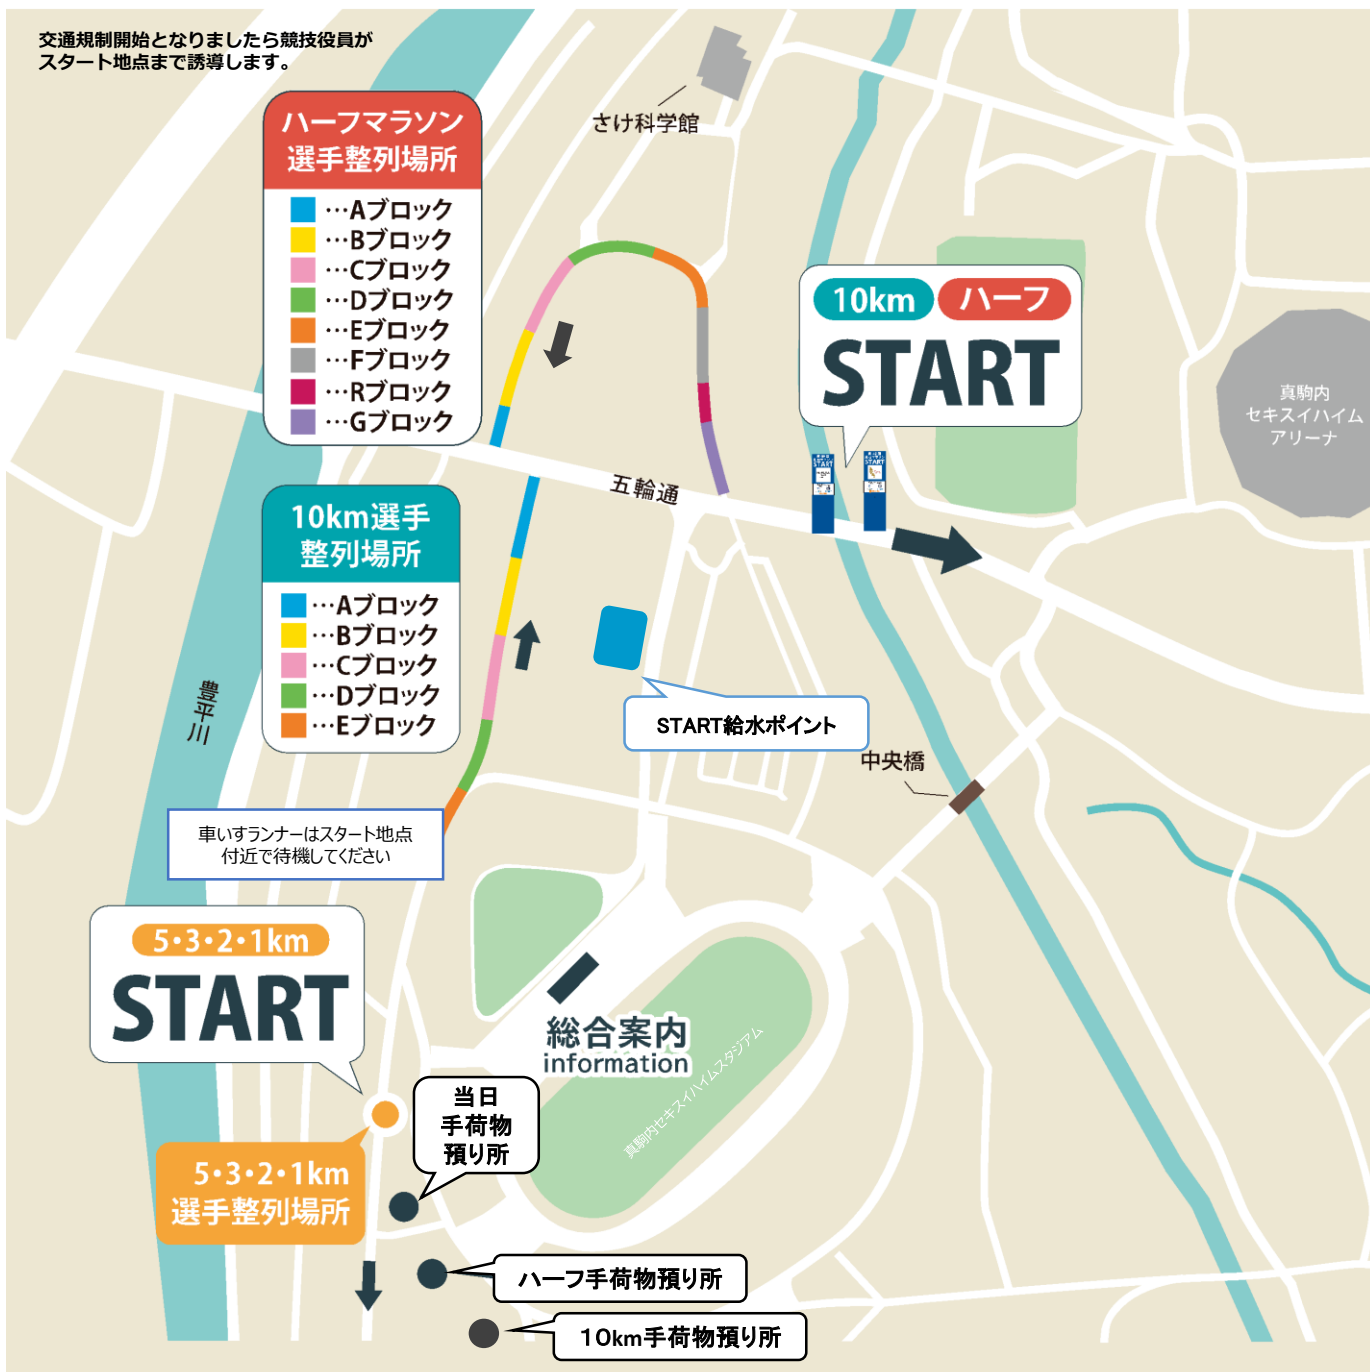 交通規制開始となりましたら競技役員が
スタート地点まで誘導します。
さけ科学館
ハーフマラソン
選手整列場所
…Aブロック
…Bブロック
…Cブロック
…Dブロック
…Eブロック
…Fブロック
…Rブロック
…Gブロック
10km ハーフ
START
真駒内
セキスイハイム
アリーナ
五輪通
START
START
10km選手
整列場所
…Aブロック
…Bブロック
…Cブロック
…Dブロック
…Eブロック
豊平川
START給水ポイント
中央橋
車いすランナーはスタート地点
付近で待機してください
5・3・2・1km
START
総合案内
information
真駒内セキスイハイムスタジアム
当日
手荷物
預り所
5・3・2・1km
選手整列場所
ハーフ手荷物預り所
10km手荷物預り所